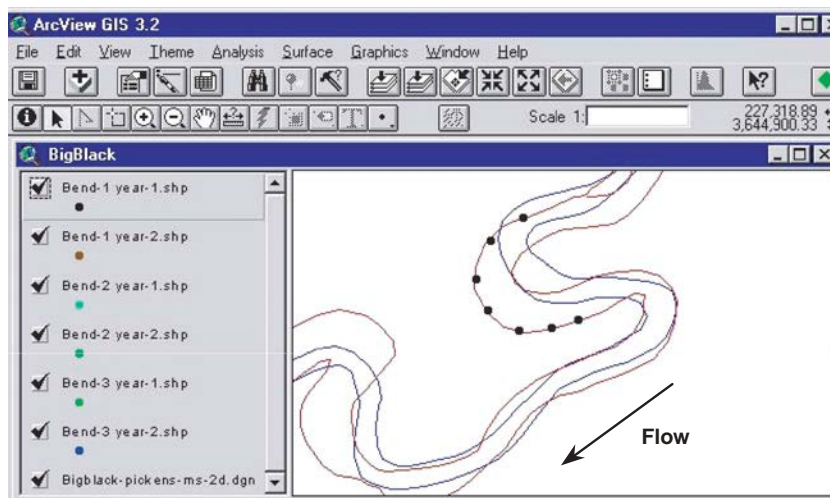 ArcView GIS 3.2
File Edit View Theme Analysis Surface Graphics Window Help
Scale 1:
227,318.89
3,644,900.33
BigBlack
Bend-1 year-1.shp
Bend-1 year-2.shp
Bend-2 year-1.shp
Bend-2 year-2.shp
Bend-3 year-1.shp
Bend-3 year-2.shp
Bigblack-pickens-ms-2d.dgn
Flow